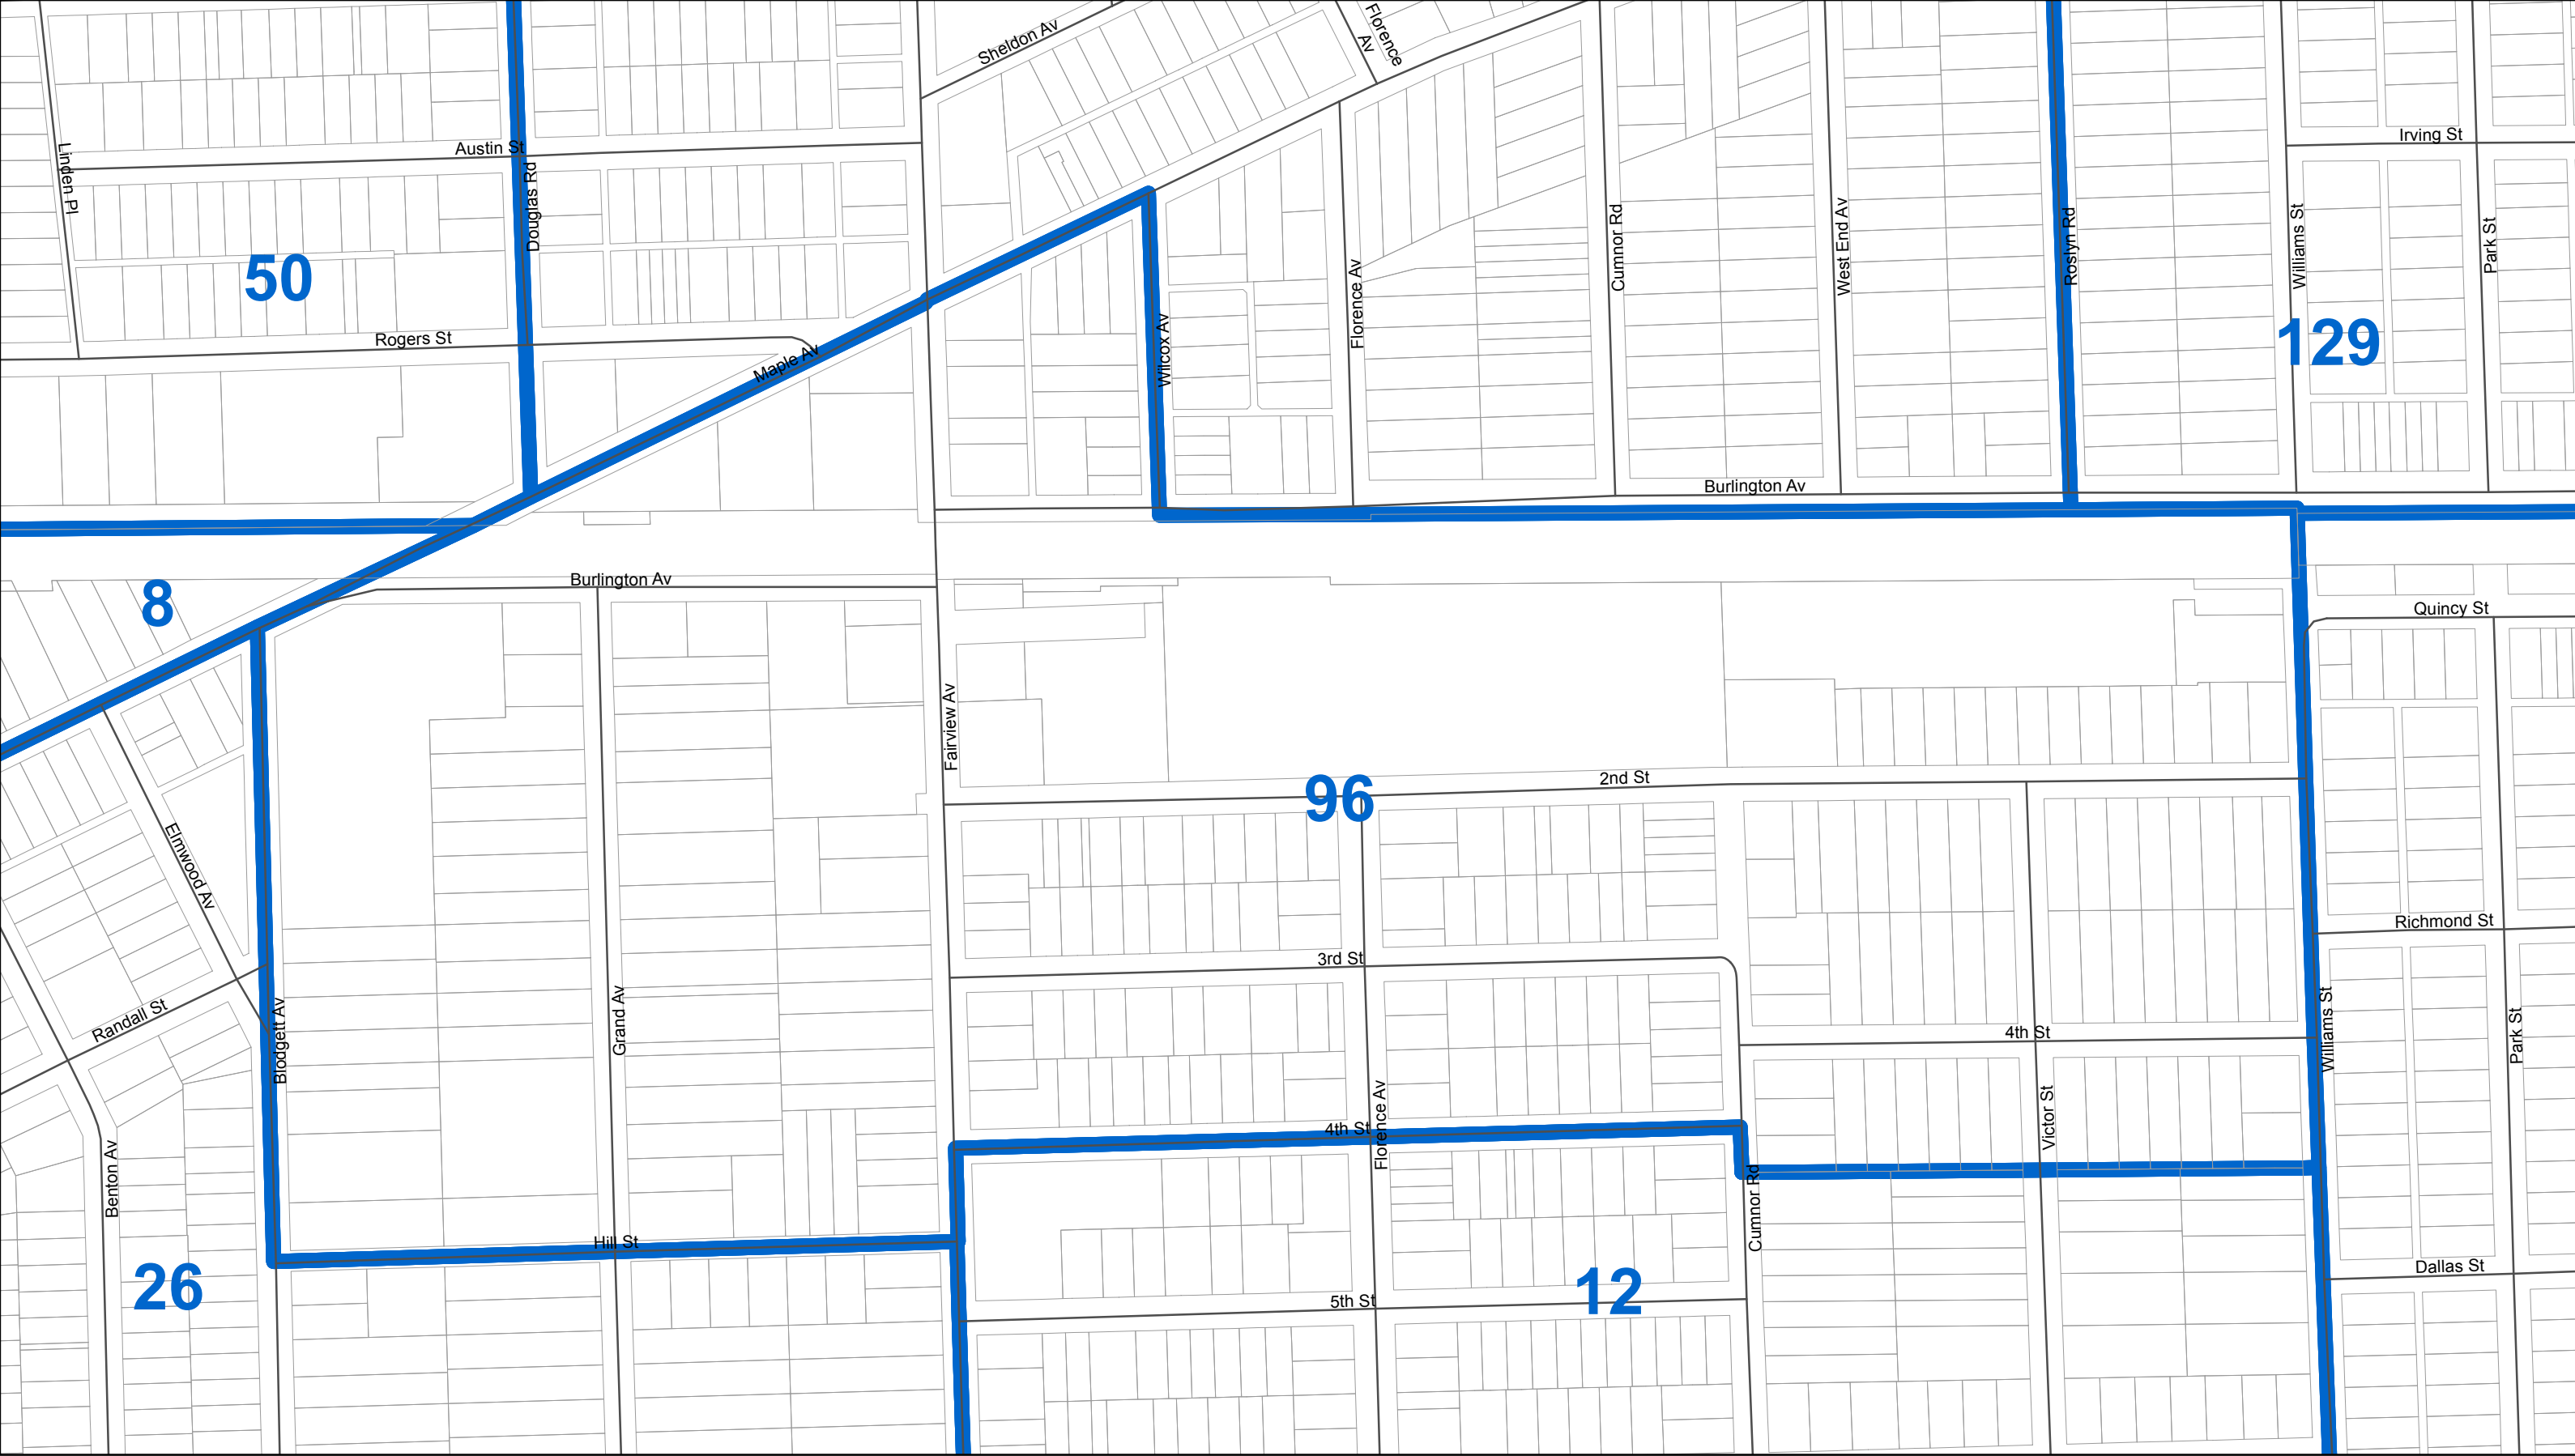 Sheldon Av
Florence
Av
Linden Pl
Austin St
Douglas Rd
Irving St
50
Rogers St
Maple Av
Wilcox Av
Florence Av
Cumnor Rd
West End Av
Roslyn Rd
Williams St
Park St
129
Burlington Av
8
Burlington Av
Quincy St
Fairview Av
2nd St
96
Elmwood Av
Richmond St
3rd St
Randall St
Blodgett Av
Grand Av
4th St
Williams St
Park St
Benton Av
4th St
Florence Av
Victor St
Cumnor Rd
Hill St
26
12
5th St
Dallas St